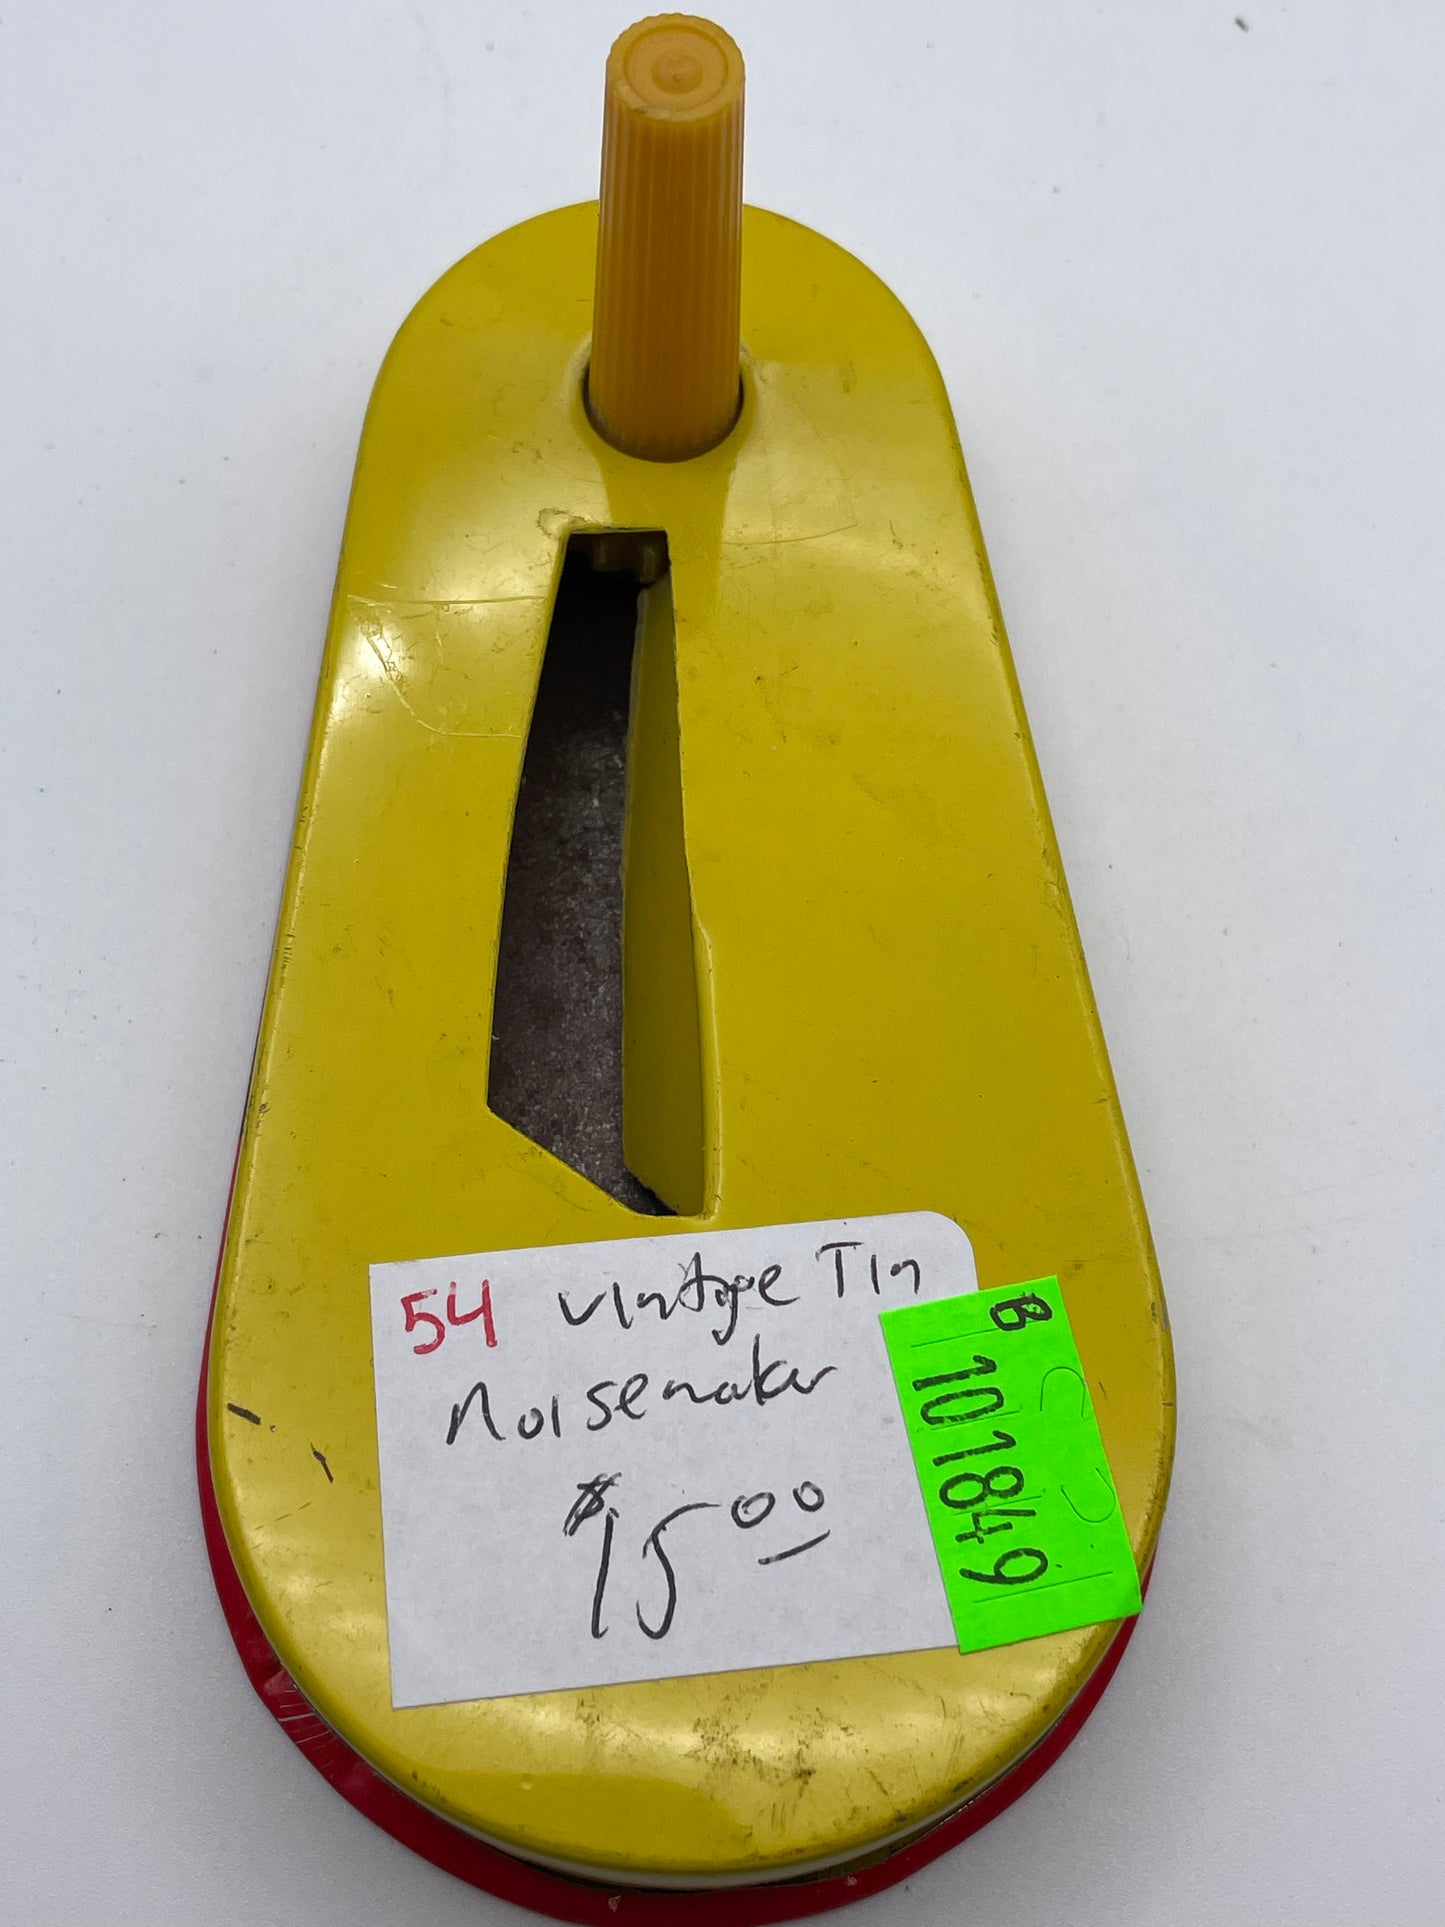 54 Vintage Tin
Noisemaker
$15.00
B 101849